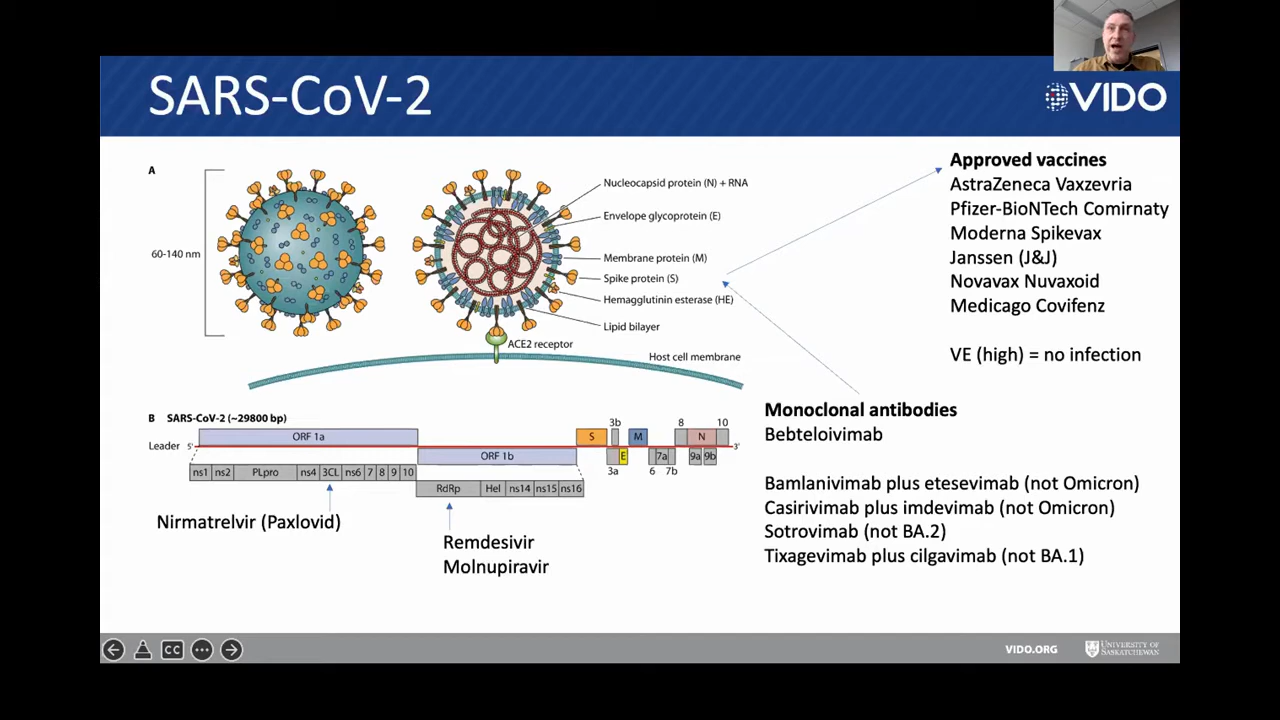 SARS-CoV-2
VIDO
A
60-140 nm
Nucleocapsid protein (N) + RNA
Envelope glycoprotein (E)
Membrane protein (M)
Spike protein (S)
Hemagglutinin esterase (HE)
Lipid bilayer
ACE2 receptor
Host cell membrane
Approved vaccines
AstraZeneca Vaxzevria
Pfizer-BioNTech Comirnaty
Moderna Spikevax
Janssen (J&J)
Novavax Nuvaxoid
Medicago Covifenz
VE (high) = no infection
B SARS-CoV-2 (~29800 bp)
Leader 5' ORF 1a S 3b M 8 N 10 3'
ORF 1b 3a E 6 7a 7b 9a 9b
ns1 ns2 PLpro ns4 3CL ns6 7 8 9 10
RdRp Hel ns14 ns15 ns16
Nirmatrelvir (Paxlovid)
Remdesivir
Molnupiravir
Monoclonal antibodies
Bebteloivimab
Bamlanivimab plus etesevimab (not Omicron)
Casirivimab plus imdevimab (not Omicron)
Sotrovimab (not BA.2)
Tixagevimab plus cilgavimab (not BA.1)
CC
VIDO.ORG
UNIVERSITY OF
SASKATCHEWAN